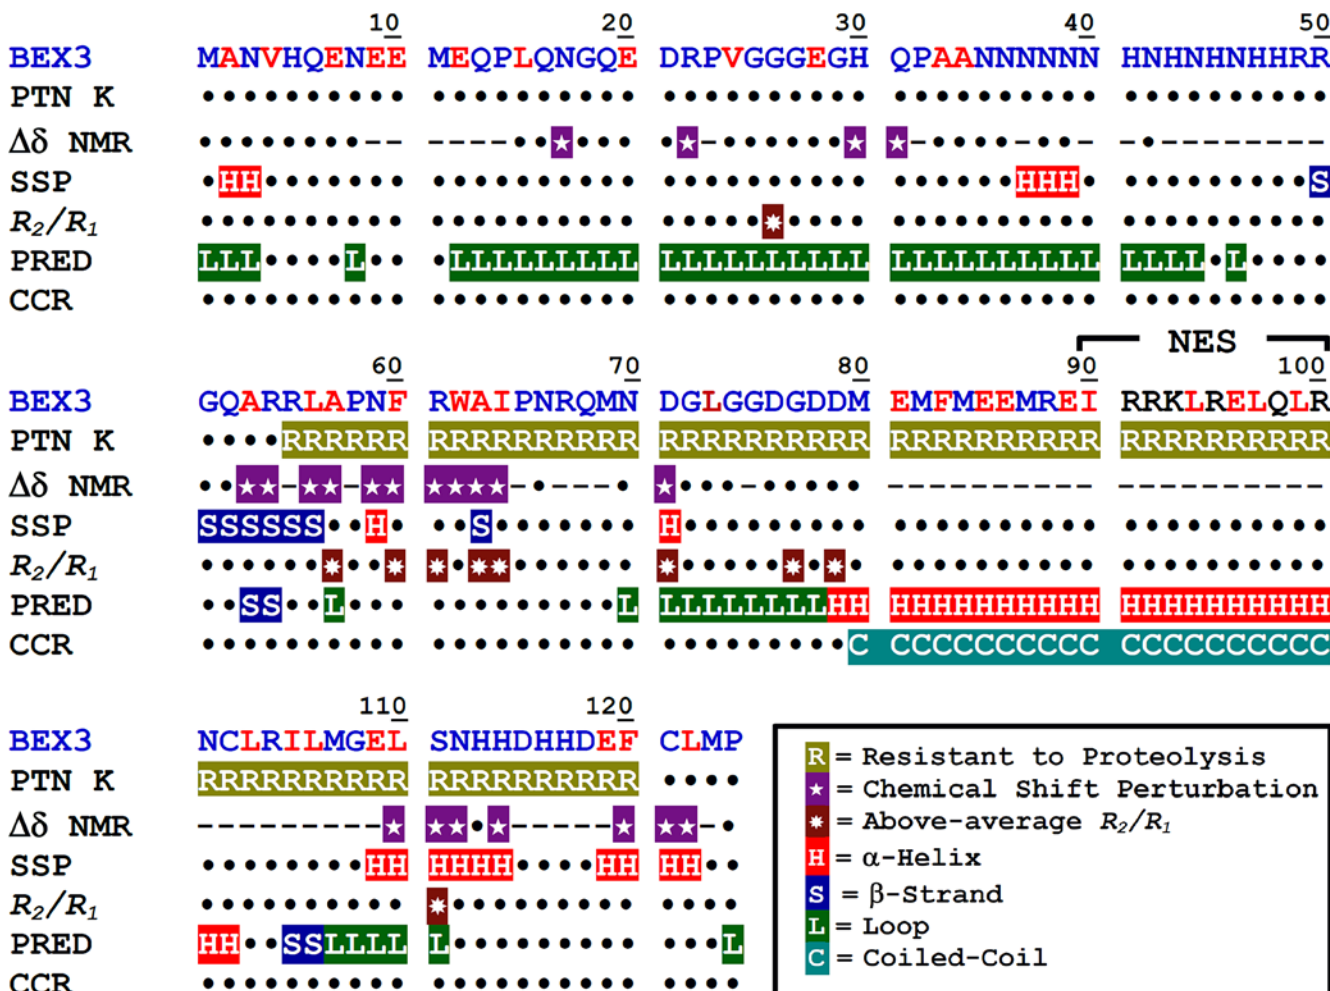 10 20 30 40 50
BEX3 MANVHQENEE MEQPLQNGQE DRPVGGGEGH QPAANNNNNN HNHNHNHHRR
PTN K •••••••••• •••••••••• •••••••••• •••••••••• ••••••••••
Δδ NMR ••••••••-- ----••★••• •★-••••••★ ★-••••-••- -•--------
SSP •HH••••••• •••••••••• •••••••••• ••••••HHH• •••••••••S
R₂/R₁ •••••••••• •••••••••• •••••✸•••• •••••••••• ••••••••••
PRED LLL••••L•• •LLLLLLLLL LLLLLLLLLL LLLLLLLLLL LLLL•L••••
CCR •••••••••• •••••••••• •••••••••• •••••••••• ••••••••••
NES
60 70 80 90 100
BEX3 GQARRLAPNF RWAIPNRQMN DGLGGDGDDM EMFMEEMREI RRKLRELQLR
PTN K ••••RRRRRR RRRRRRRRRR RRRRRRRRRR RRRRRRRRRR RRRRRRRRRR
Δδ NMR ••★★-★★-★★ ★★★★-•---• ★•••-••••• ---------- ----------
SSP SSSSSS••H• ••S••••••• H••••••••• •••••••••• ••••••••••
R₂/R₁ ••••••✸••✸ ✸•✸✸•••••• ✸•••••✸•✸• •••••••••• ••••••••••
PRED ••SS••L••• •••••••••L LLLLLLLLHH HHHHHHHHHH HHHHHHHHHH
CCR •••••••••• •••••••••• •••••••••C CCCCCCCCCC CCCCCCCCCC
110 120
BEX3 NCLRILMGEL SNHHDHHDEF CLMP
PTN K RRRRRRRRRR RRRRRRRRRR ••••
Δδ NMR ---------★ ★★•★-----★ ★★-•
SSP ••••••••HH HHHH••••HH HH••
R₂/R₁ •••••••••• ✸••••••••• ••••
PRED HH••SSLLLL L••••••••• •••L
CCR •••••••••• •••••••••• ••••
R = Resistant to Proteolysis
★ = Chemical Shift Perturbation
✸ = Above-average R₂/R₁
H = α-Helix
S = β-Strand
L = Loop
C = Coiled-Coil